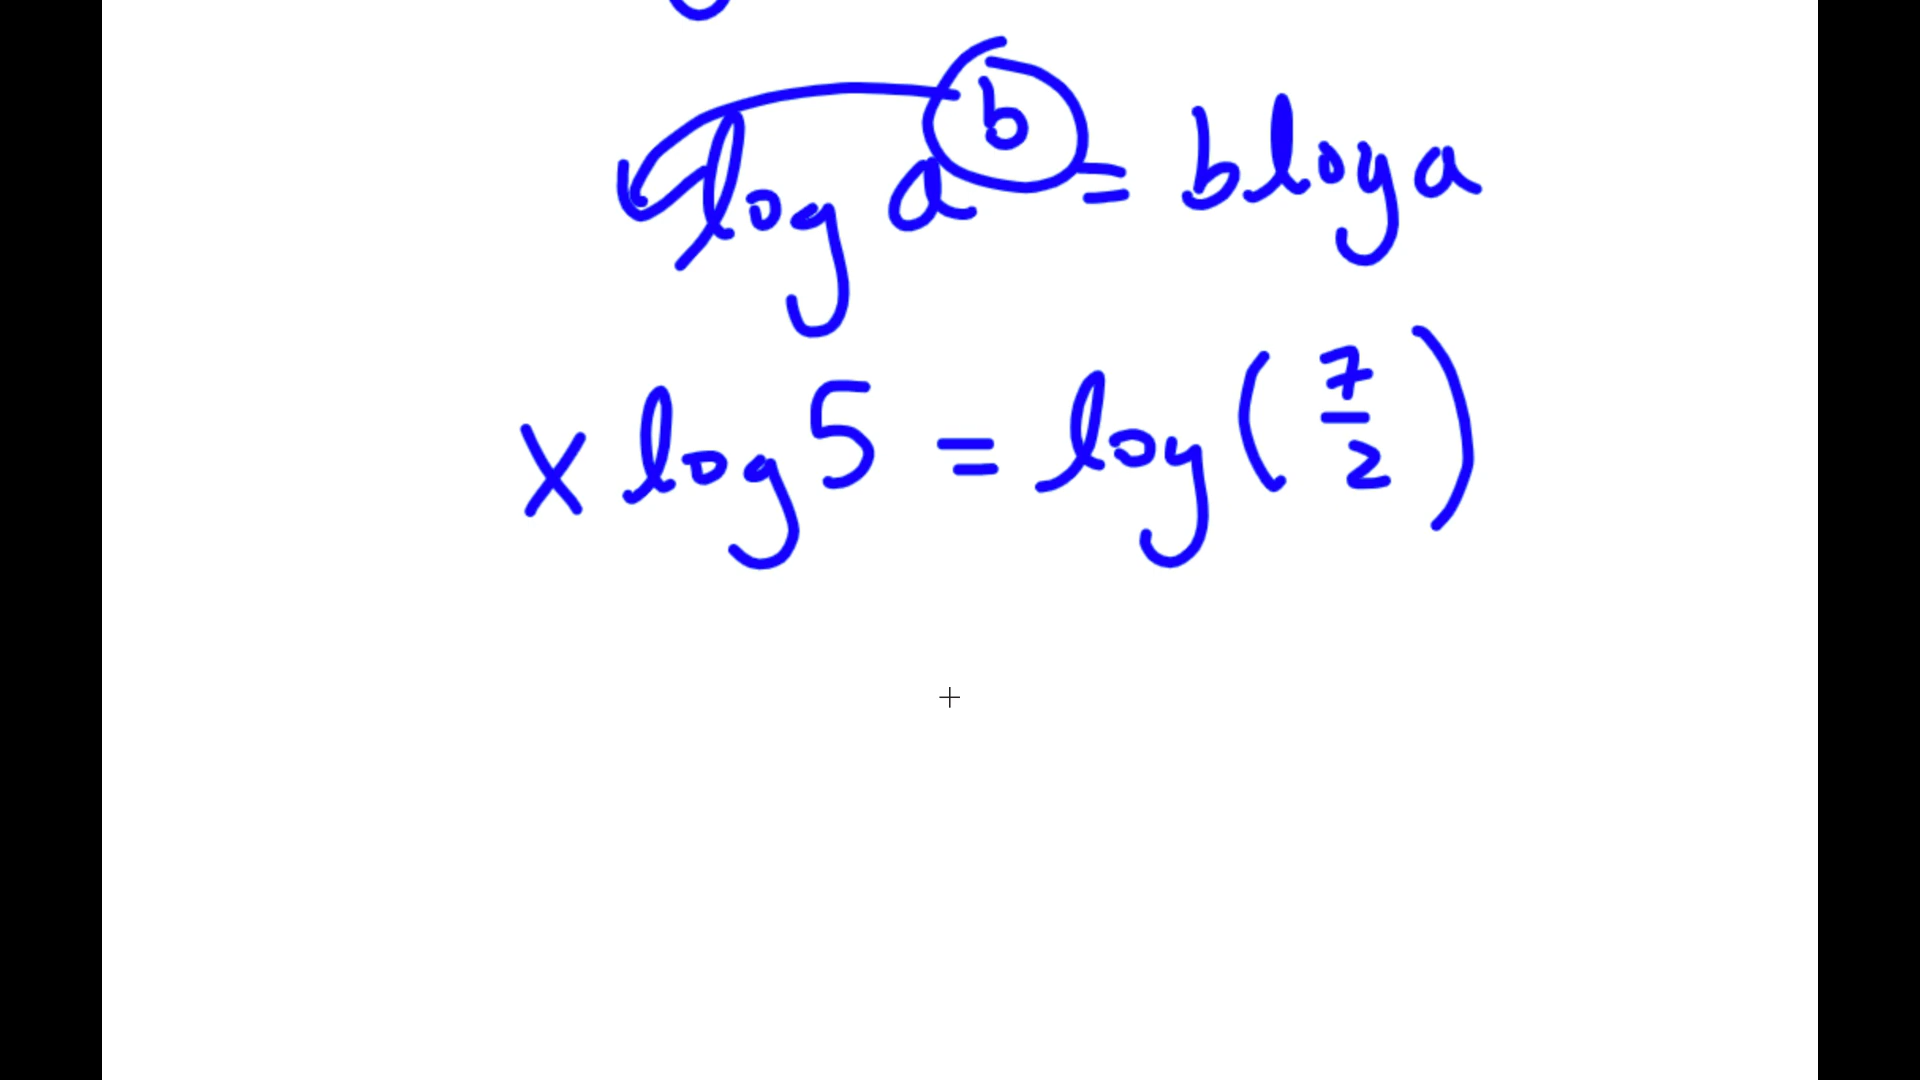 log a^b = b log a
x log 5 = log (7/2)